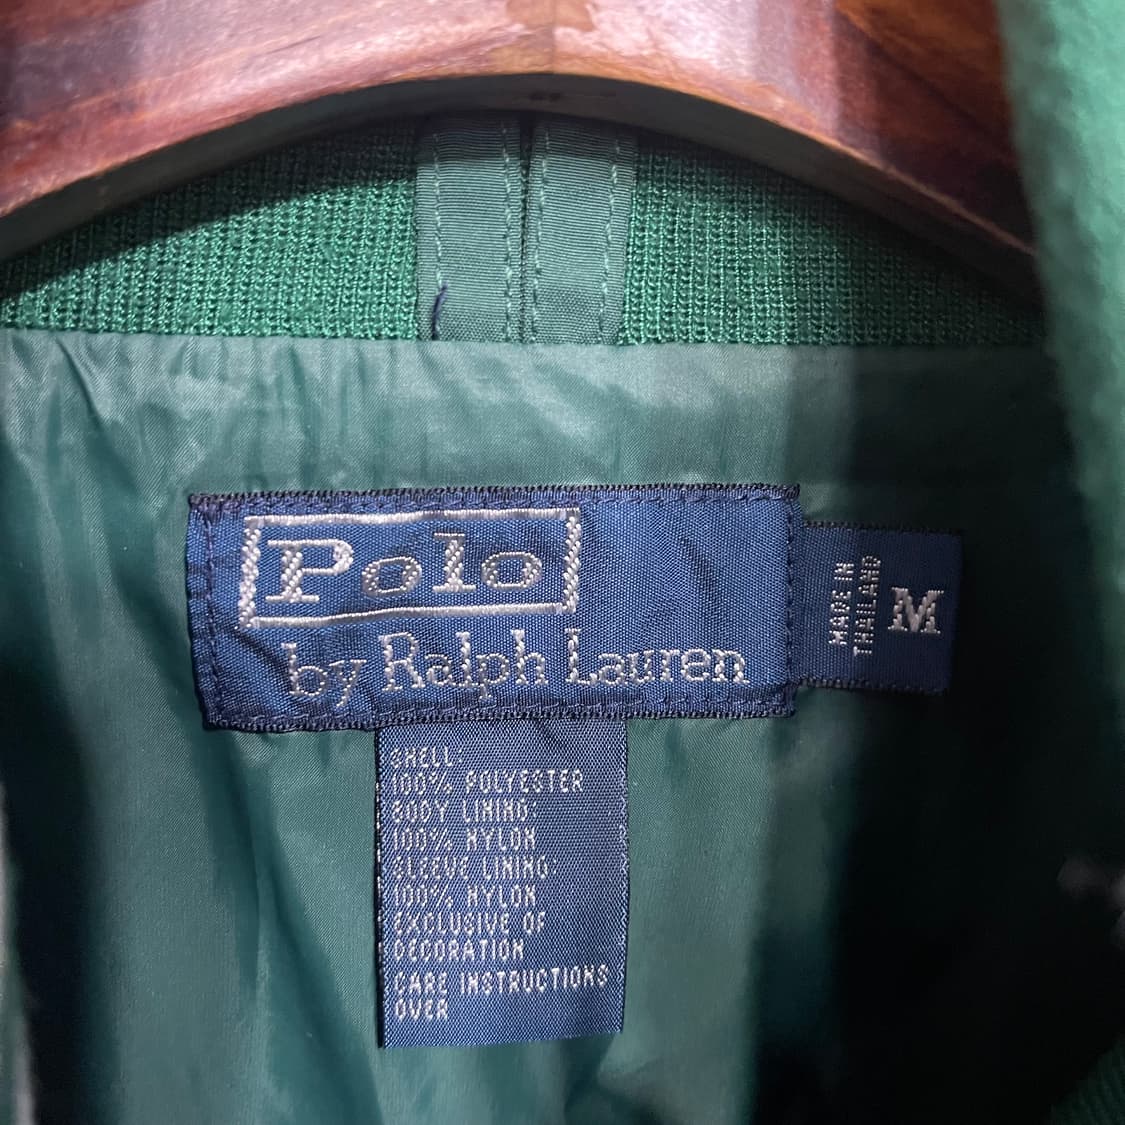 Polo
by Ralph Lauren
MADE IN
THAILAND
M
SHELL:
100% POLYESTER
BODY LINING:
100% NYLON
SLEEVE LINING:
100% NYLON
EXCLUSIVE OF
DECORATION
CARE INSTRUCTIONS
OVER